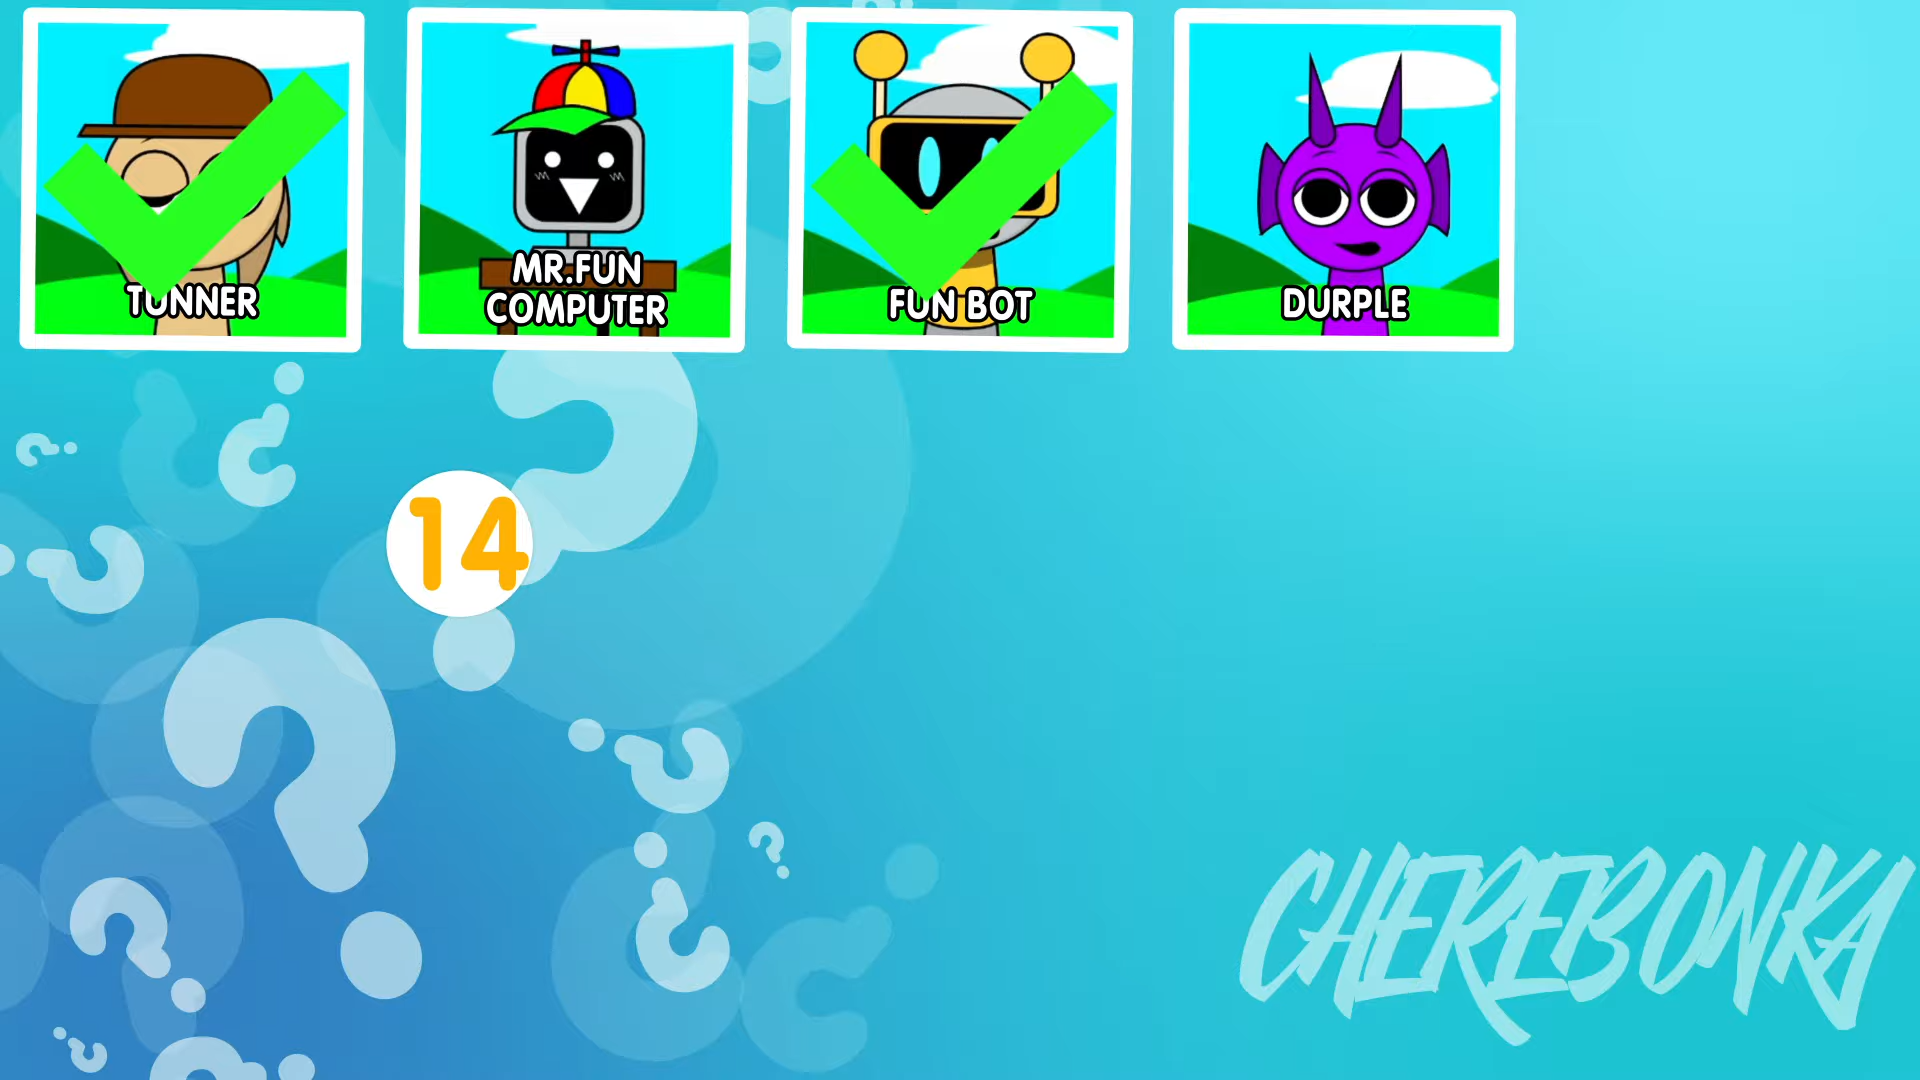 TUNNER
MR.FUN
COMPUTER
FUN BOT
DURPLE
14
CHEREBONKA